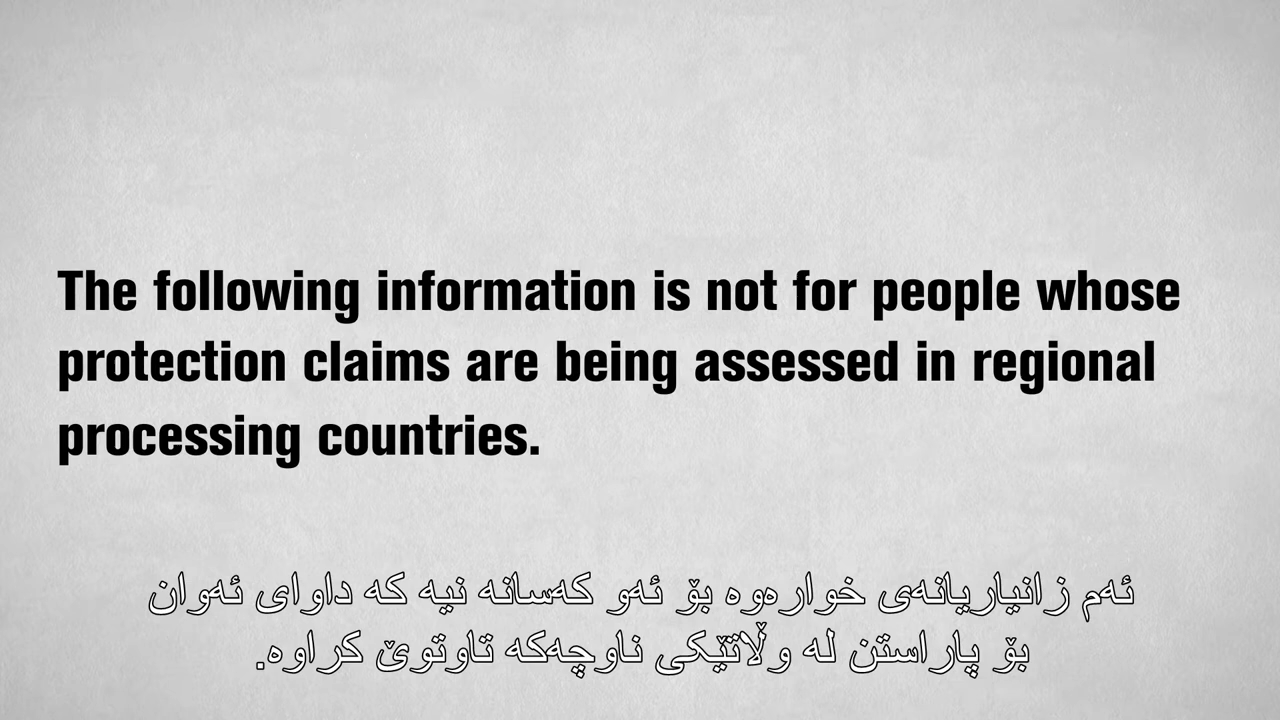 The following information is not for people whose
protection claims are being assessed in regional
processing countries.
ئەم زانیاریانەی خوارەوە بۆ ئەو کەسانە نیە کە داوای ئەوان
بۆ پاراستن لە وڵاتێکی ناوچەکە تاوتوێ کراوە.